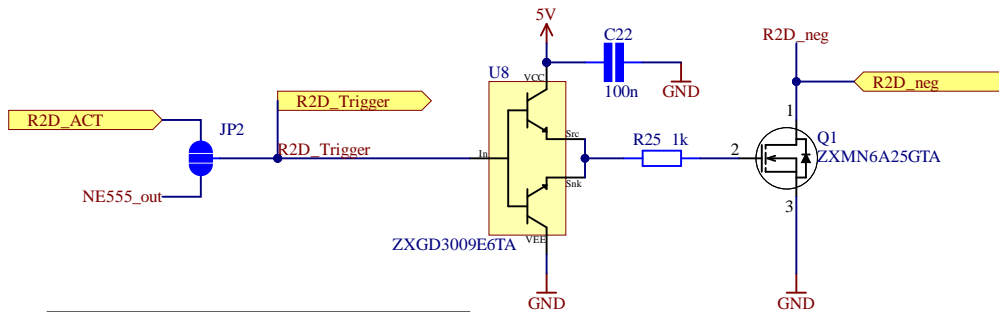 5V
R2D_neg
C22
U8
VCC
100n
GND
R2D_neg
R2D_Trigger
R2D_ACT
JP2
R2D_Trigger
In
Src
R25 1k
1
2
Q1
ZXMN6A25GTA
Snk
NE555_out
3
ZXGD3009E6TA
VEE
GND
GND